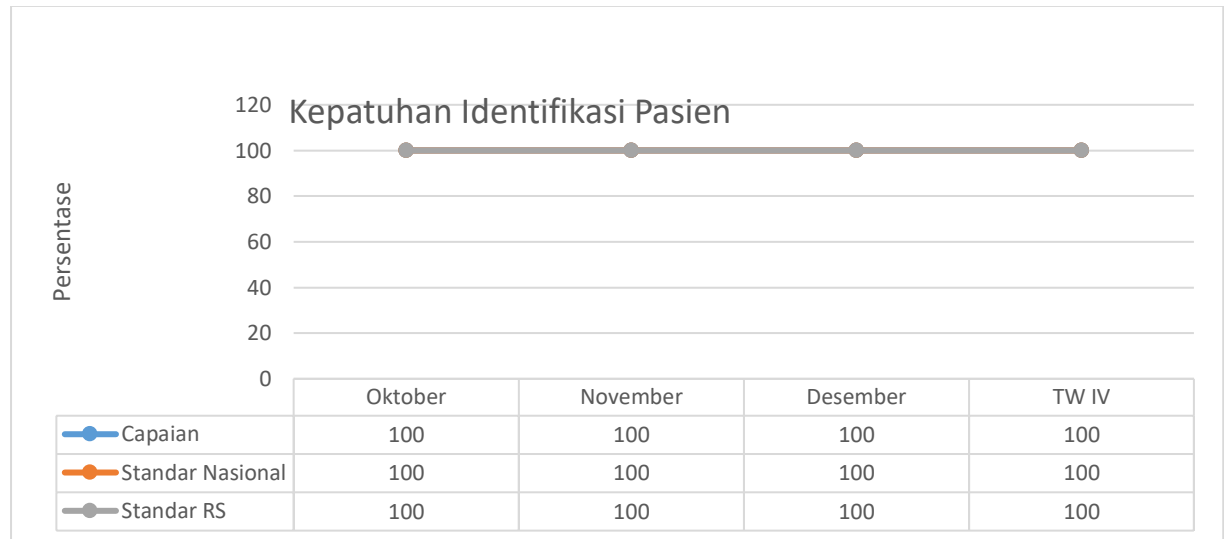 Kepatuhan Identifikasi Pasien
Persentase
120
100
80
60
40
20
0
Oktober November Desember TW IV
Capaian 100 100 100 100
Standar Nasional 100 100 100 100
Standar RS 100 100 100 100